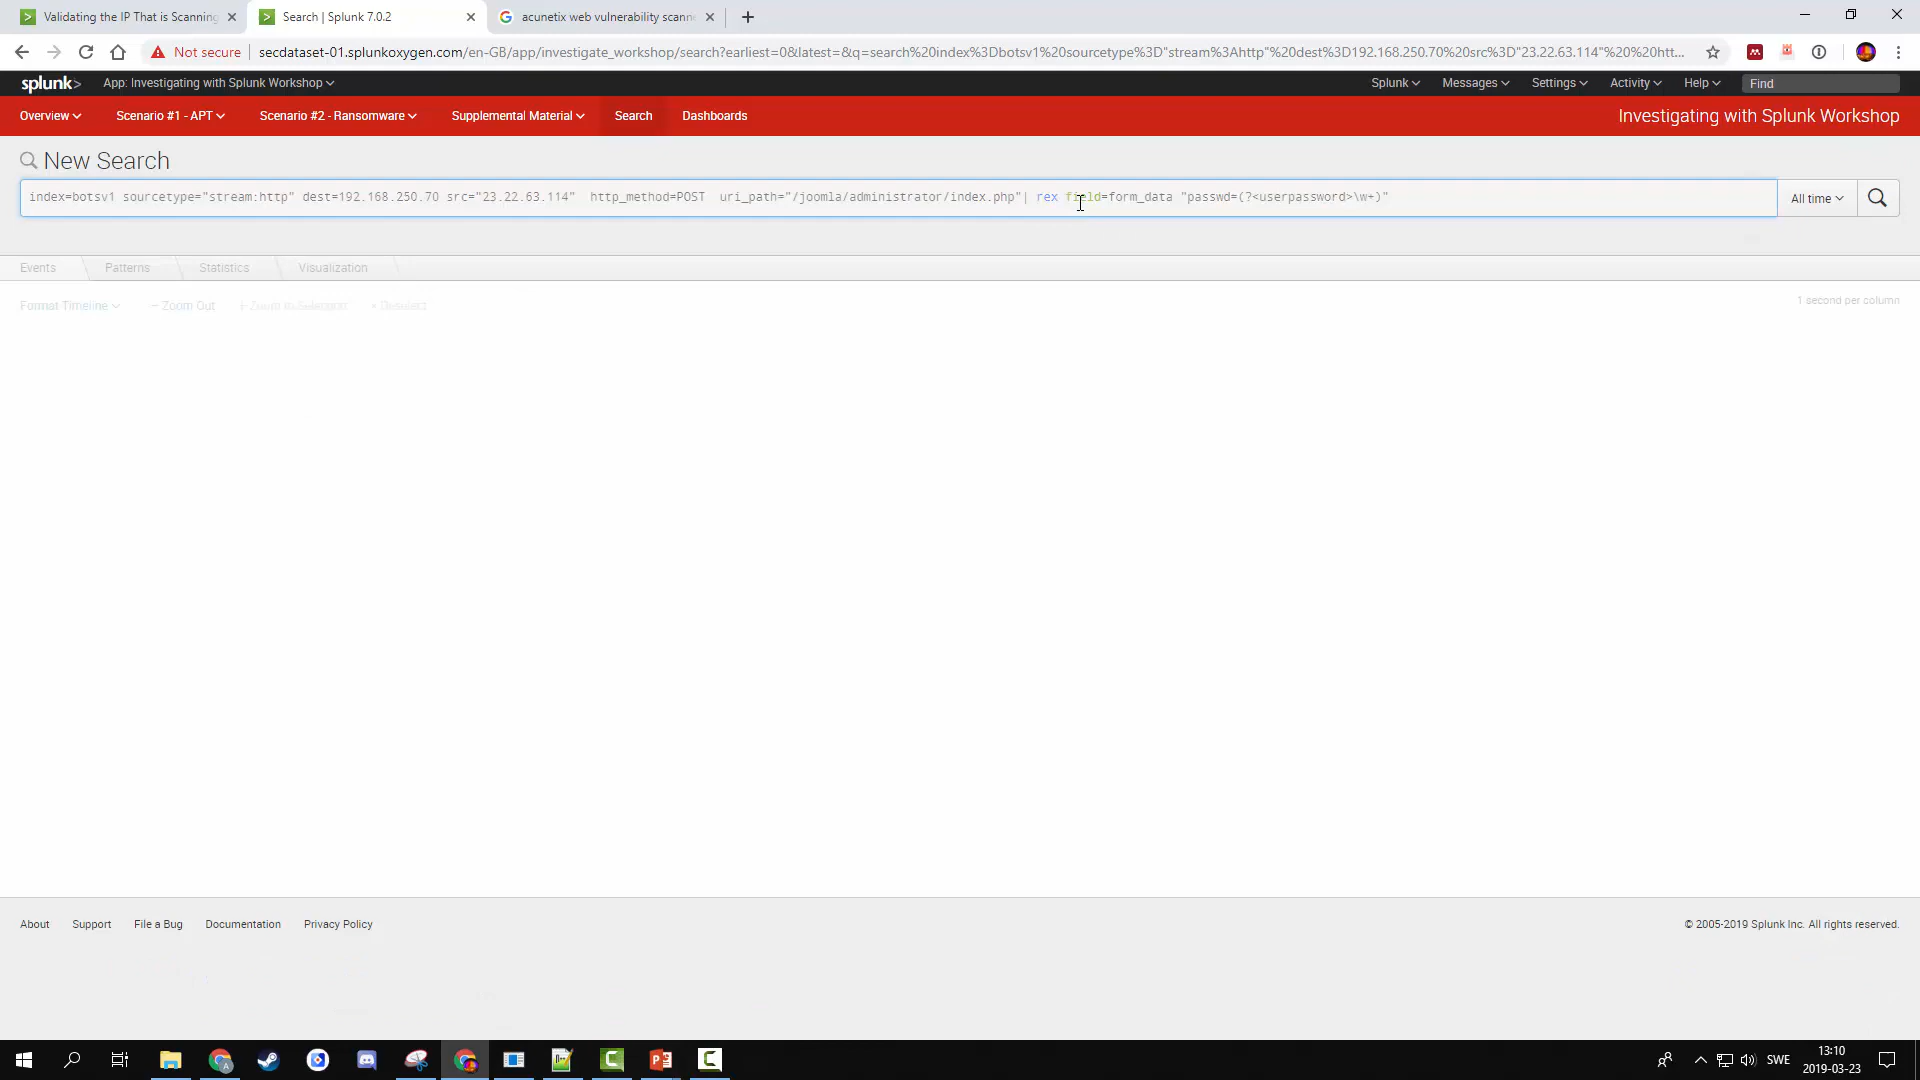 Validating the IP That is Scanning
Search | Splunk 7.0.2
acunetix web vulnerability scann
Not secure
secdataset-01.splunkoxygen.com/en-GB/app/investigate_workshop/search?earliest=0&latest=&q=search%20index%3Dbotsv1%20sourcetype%3D"stream%3Ahttp"%20dest%3D192.168.250.70%20src%3D"23.22.63.114"%20%20htt...
splunk>
App: Investigating with Splunk Workshop
Splunk
Messages
Settings
Activity
Help
Find
Overview
Scenario #1 - APT
Scenario #2 - Ransomware
Supplemental Material
Search
Dashboards
Investigating with Splunk Workshop
New Search
index=botsv1 sourcetype="stream:http" dest=192.168.250.70 src="23.22.63.114"  http_method=POST  uri_path="/joomla/administrator/index.php"| rex field=form_data "passwd=(?<userpassword>\w+)"
All time
Events
Patterns
Statistics
Visualization
Format Timeline
– Zoom Out
+ Zoom to Selection
× Deselect
1 second per column
About
Support
File a Bug
Documentation
Privacy Policy
© 2005-2019 Splunk Inc. All rights reserved.
SWE
13:10
2019-03-23